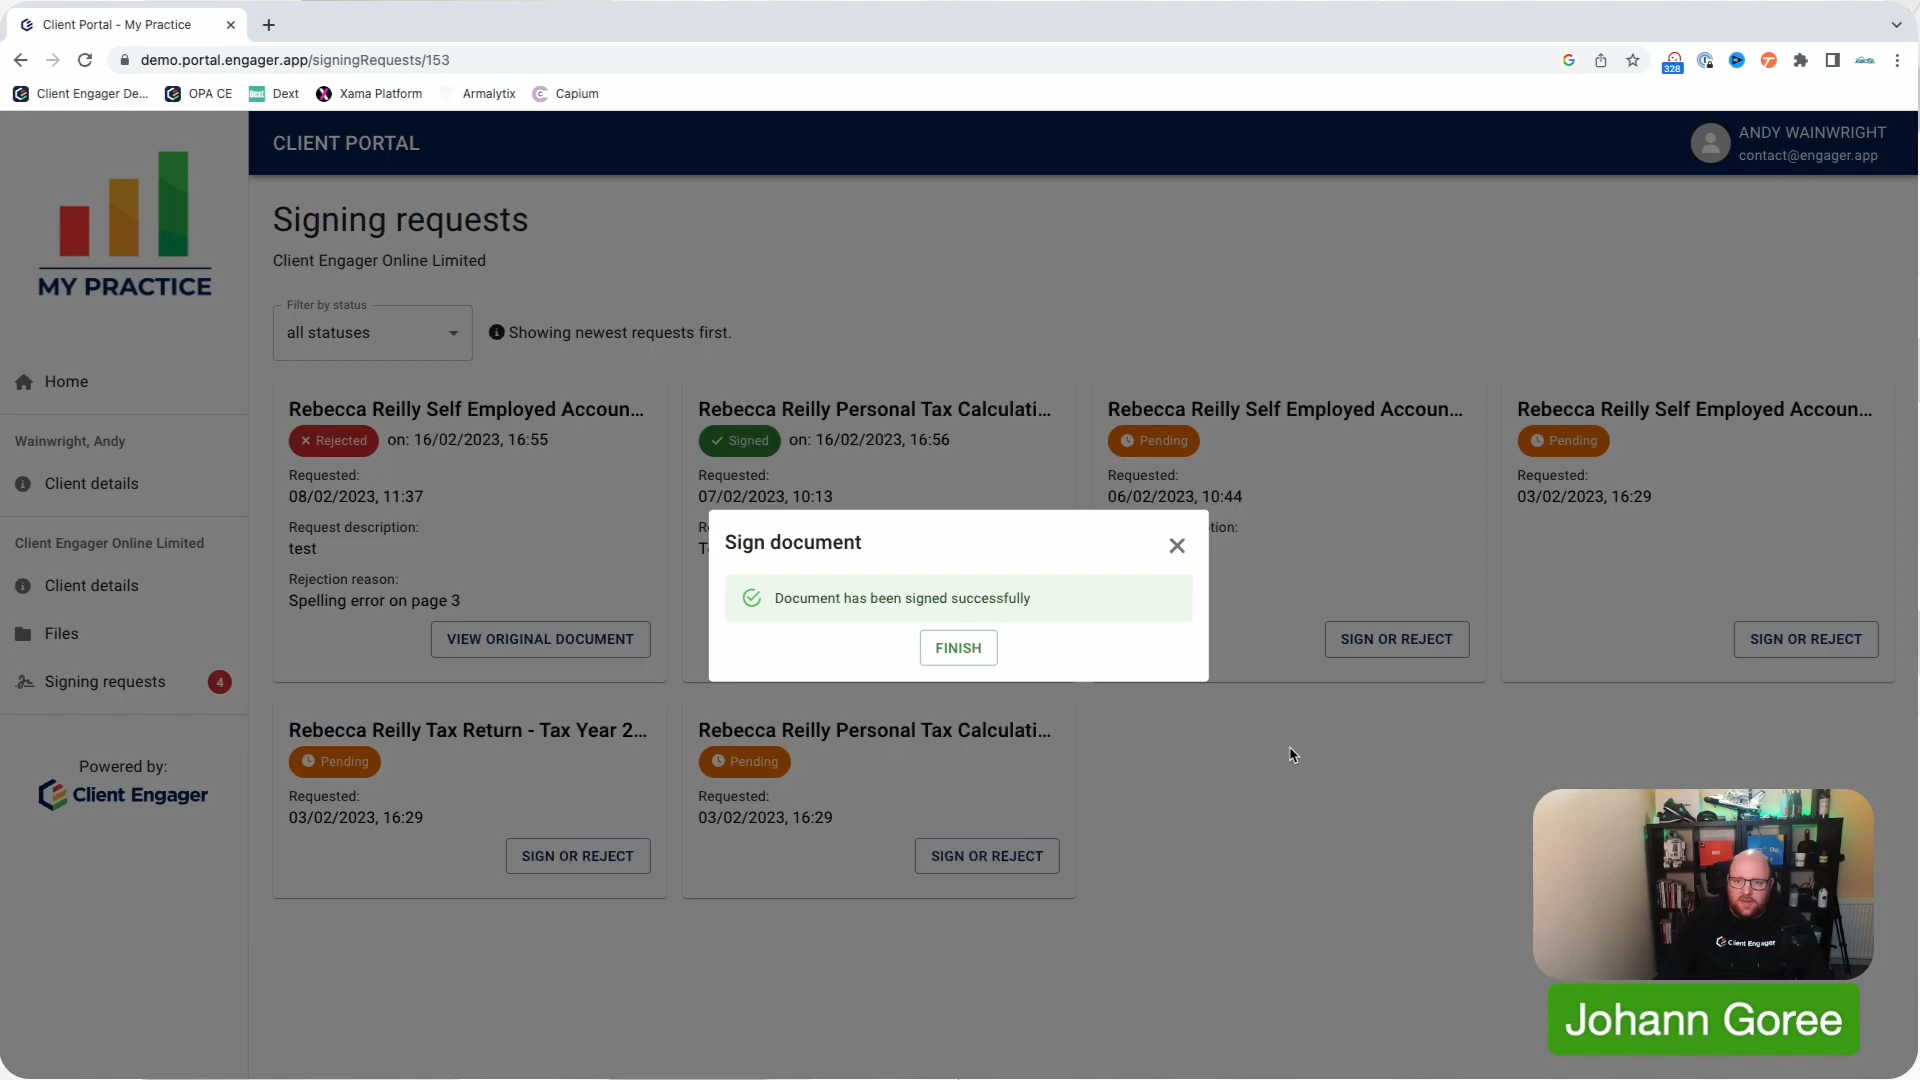 Client Portal - My Practice
demo.portal.engager.app/signingRequests/153
328
Client Engager De...
OPA CE
Dext
Xama Platform
Armalytix
Capium
MY PRACTICE
CLIENT PORTAL
ANDY WAINWRIGHT
contact@engager.app
Signing requests
Client Engager Online Limited
Filter by status
all statuses
Showing newest requests first.
Home
Wainwright, Andy
Client details
Client Engager Online Limited
Client details
Files
Signing requests
4
Powered by:
Client Engager
Rebecca Reilly Self Employed Accoun...
Rejected on: 16/02/2023, 16:55
Requested:
08/02/2023, 11:37
Request description:
test
Rejection reason:
Spelling error on page 3
VIEW ORIGINAL DOCUMENT
Rebecca Reilly Personal Tax Calculati...
Signed on: 16/02/2023, 16:56
Requested:
07/02/2023, 10:13
Rebecca Reilly Self Employed Accoun...
Pending
Requested:
06/02/2023, 10:44
tion:
SIGN OR REJECT
Rebecca Reilly Self Employed Accoun...
Pending
Requested:
03/02/2023, 16:29
SIGN OR REJECT
Sign document
Document has been signed successfully
FINISH
Rebecca Reilly Tax Return - Tax Year 2...
Pending
Requested:
03/02/2023, 16:29
SIGN OR REJECT
Rebecca Reilly Personal Tax Calculati...
Pending
Requested:
03/02/2023, 16:29
SIGN OR REJECT
Client Engager
Johann Goree